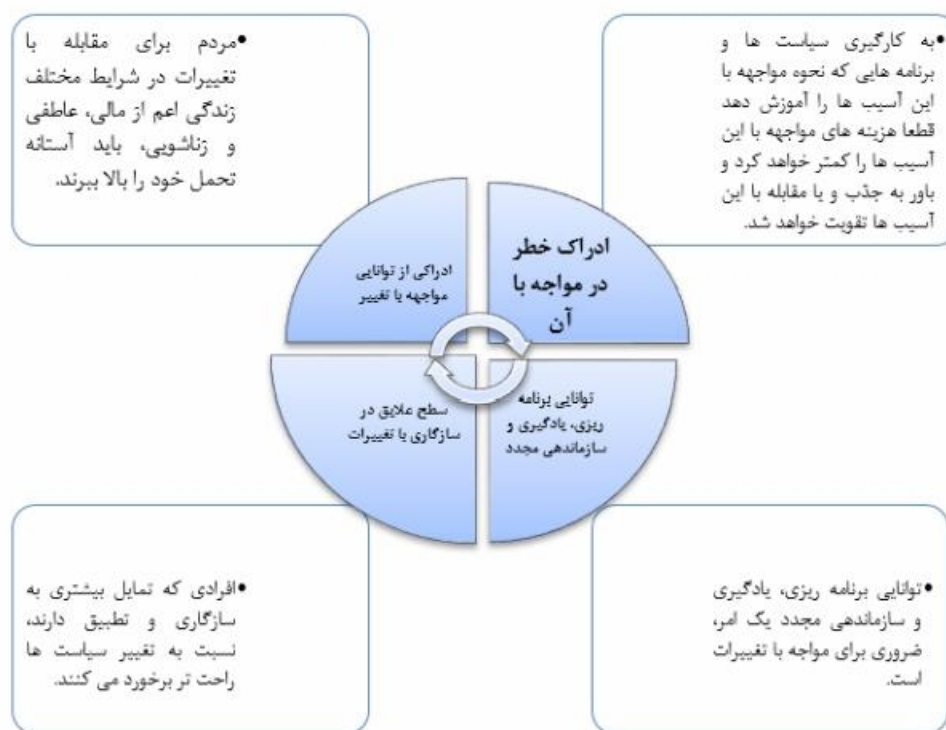 •به کارگیری سیاست ها و
برنامه هایی که نحوه مواجهه با
این آسیب ها را آموزش دهد
قطعا هزینه های مواجهه با این
آسیب ها را کمتر خواهد کرد و
باور به جذب و یا مقابله با این
آسیب ها تقویت خواهد شد.
•مردم برای مقابله با
تغییرات در شرایط مختلف
زندگی اعم از مالی، عاطفی
و زناشویی، باید آستانه
تحمل خود را بالا ببرند.
ادراک خطر
در مواجه با
آن
ادراکی از توانایی
مواجهه با تغییر
توانایی برنامه
ریزی، یادگیری و
سازماندهی مجدد
سطح علایق در
سازگاری با تغییرات
•توانایی برنامه ریزی، یادگیری
و سازماندهی مجدد یک امر،
ضروری برای مواجه با تغییرات
است.
•افرادی که تمایل بیشتری به
سازگاری و تطبیق دارند،
نسبت به تغییر سیاست ها
راحت تر برخورد می کنند.